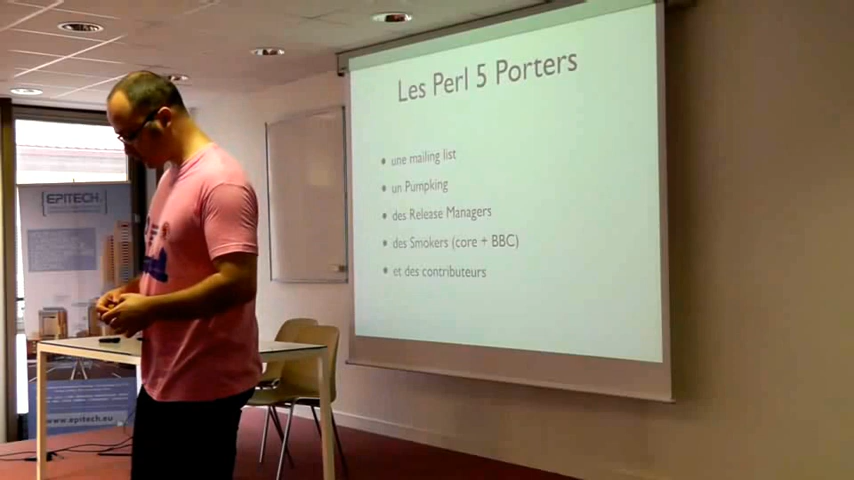 Les Perl 5 Porters
• une mailing list
• un Pumpking
• des Release Managers
• des Smokers (core + BBC)
• et des contributeurs
EPITECH.
www.epitech.eu